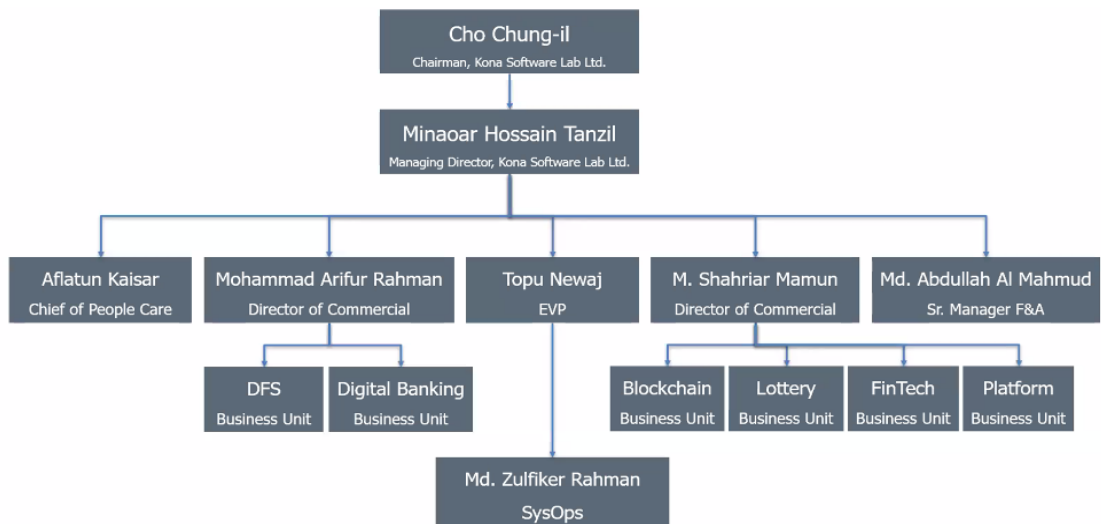 Cho Chung-il
Chairman, Kona Software Lab Ltd.
Minaoar Hossain Tanzil
Managing Director, Kona Software Lab Ltd.
Aflatun Kaisar
Chief of People Care
Mohammad Arifur Rahman
Director of Commercial
Topu Newaj
EVP
M. Shahriar Mamun
Director of Commercial
Md. Abdullah Al Mahmud
Sr. Manager F&A
DFS
Business Unit
Digital Banking
Business Unit
Blockchain
Business Unit
Lottery
Business Unit
FinTech
Business Unit
Platform
Business Unit
Md. Zulfiker Rahman
SysOps